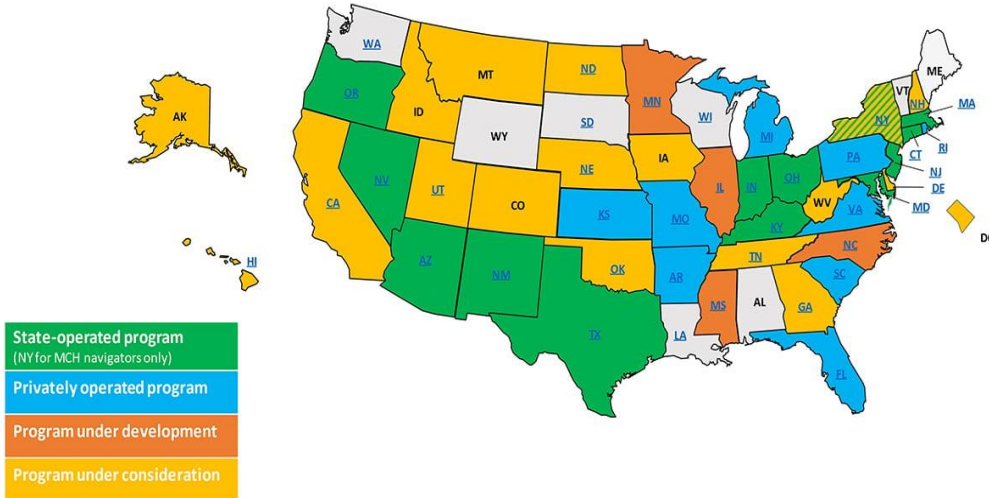 WA
OR
MT
ID
ND
MN
SD
WY
WI
MI
ME
VT
NH
MA
NY
CT
RI
NJ
PA
DE
MD
AK
NV
UT
CO
CA
NE
IA
IL
IN
OH
WV
VA
KS
MO
KY
NC
TN
SC
AZ
NM
OK
AR
MS
AL
GA
TX
LA
FL
HI
State-operated program
(NY for MCH navigators only)
Privately operated program
Program under development
Program under consideration